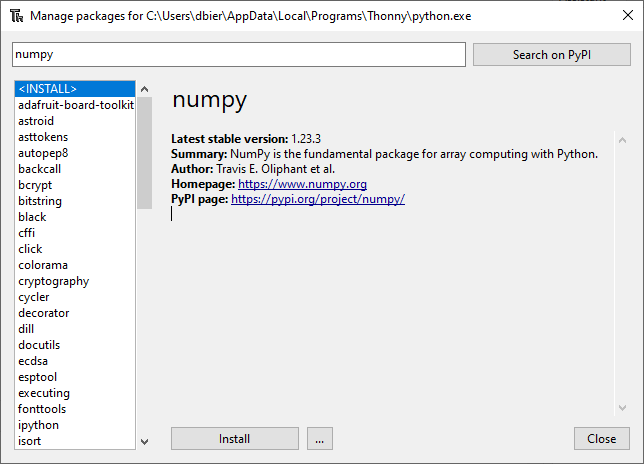 Manage packages for C:\Users\dbier\AppData\Local\Programs\Thonny\python.exe
numpy
Search on PyPI
<INSTALL>
adafruit-board-toolkit
astroid
asttokens
autopep8
backcall
bcrypt
bitstring
black
cffi
click
colorama
cryptography
cycler
decorator
dill
docutils
ecdsa
esptool
executing
fonttools
ipython
isort
numpy
Latest stable version: 1.23.3
Summary: NumPy is the fundamental package for array computing with Python.
Author: Travis E. Oliphant et al.
Homepage: https://www.numpy.org
PyPI page: https://pypi.org/project/numpy/
Install
...
Close